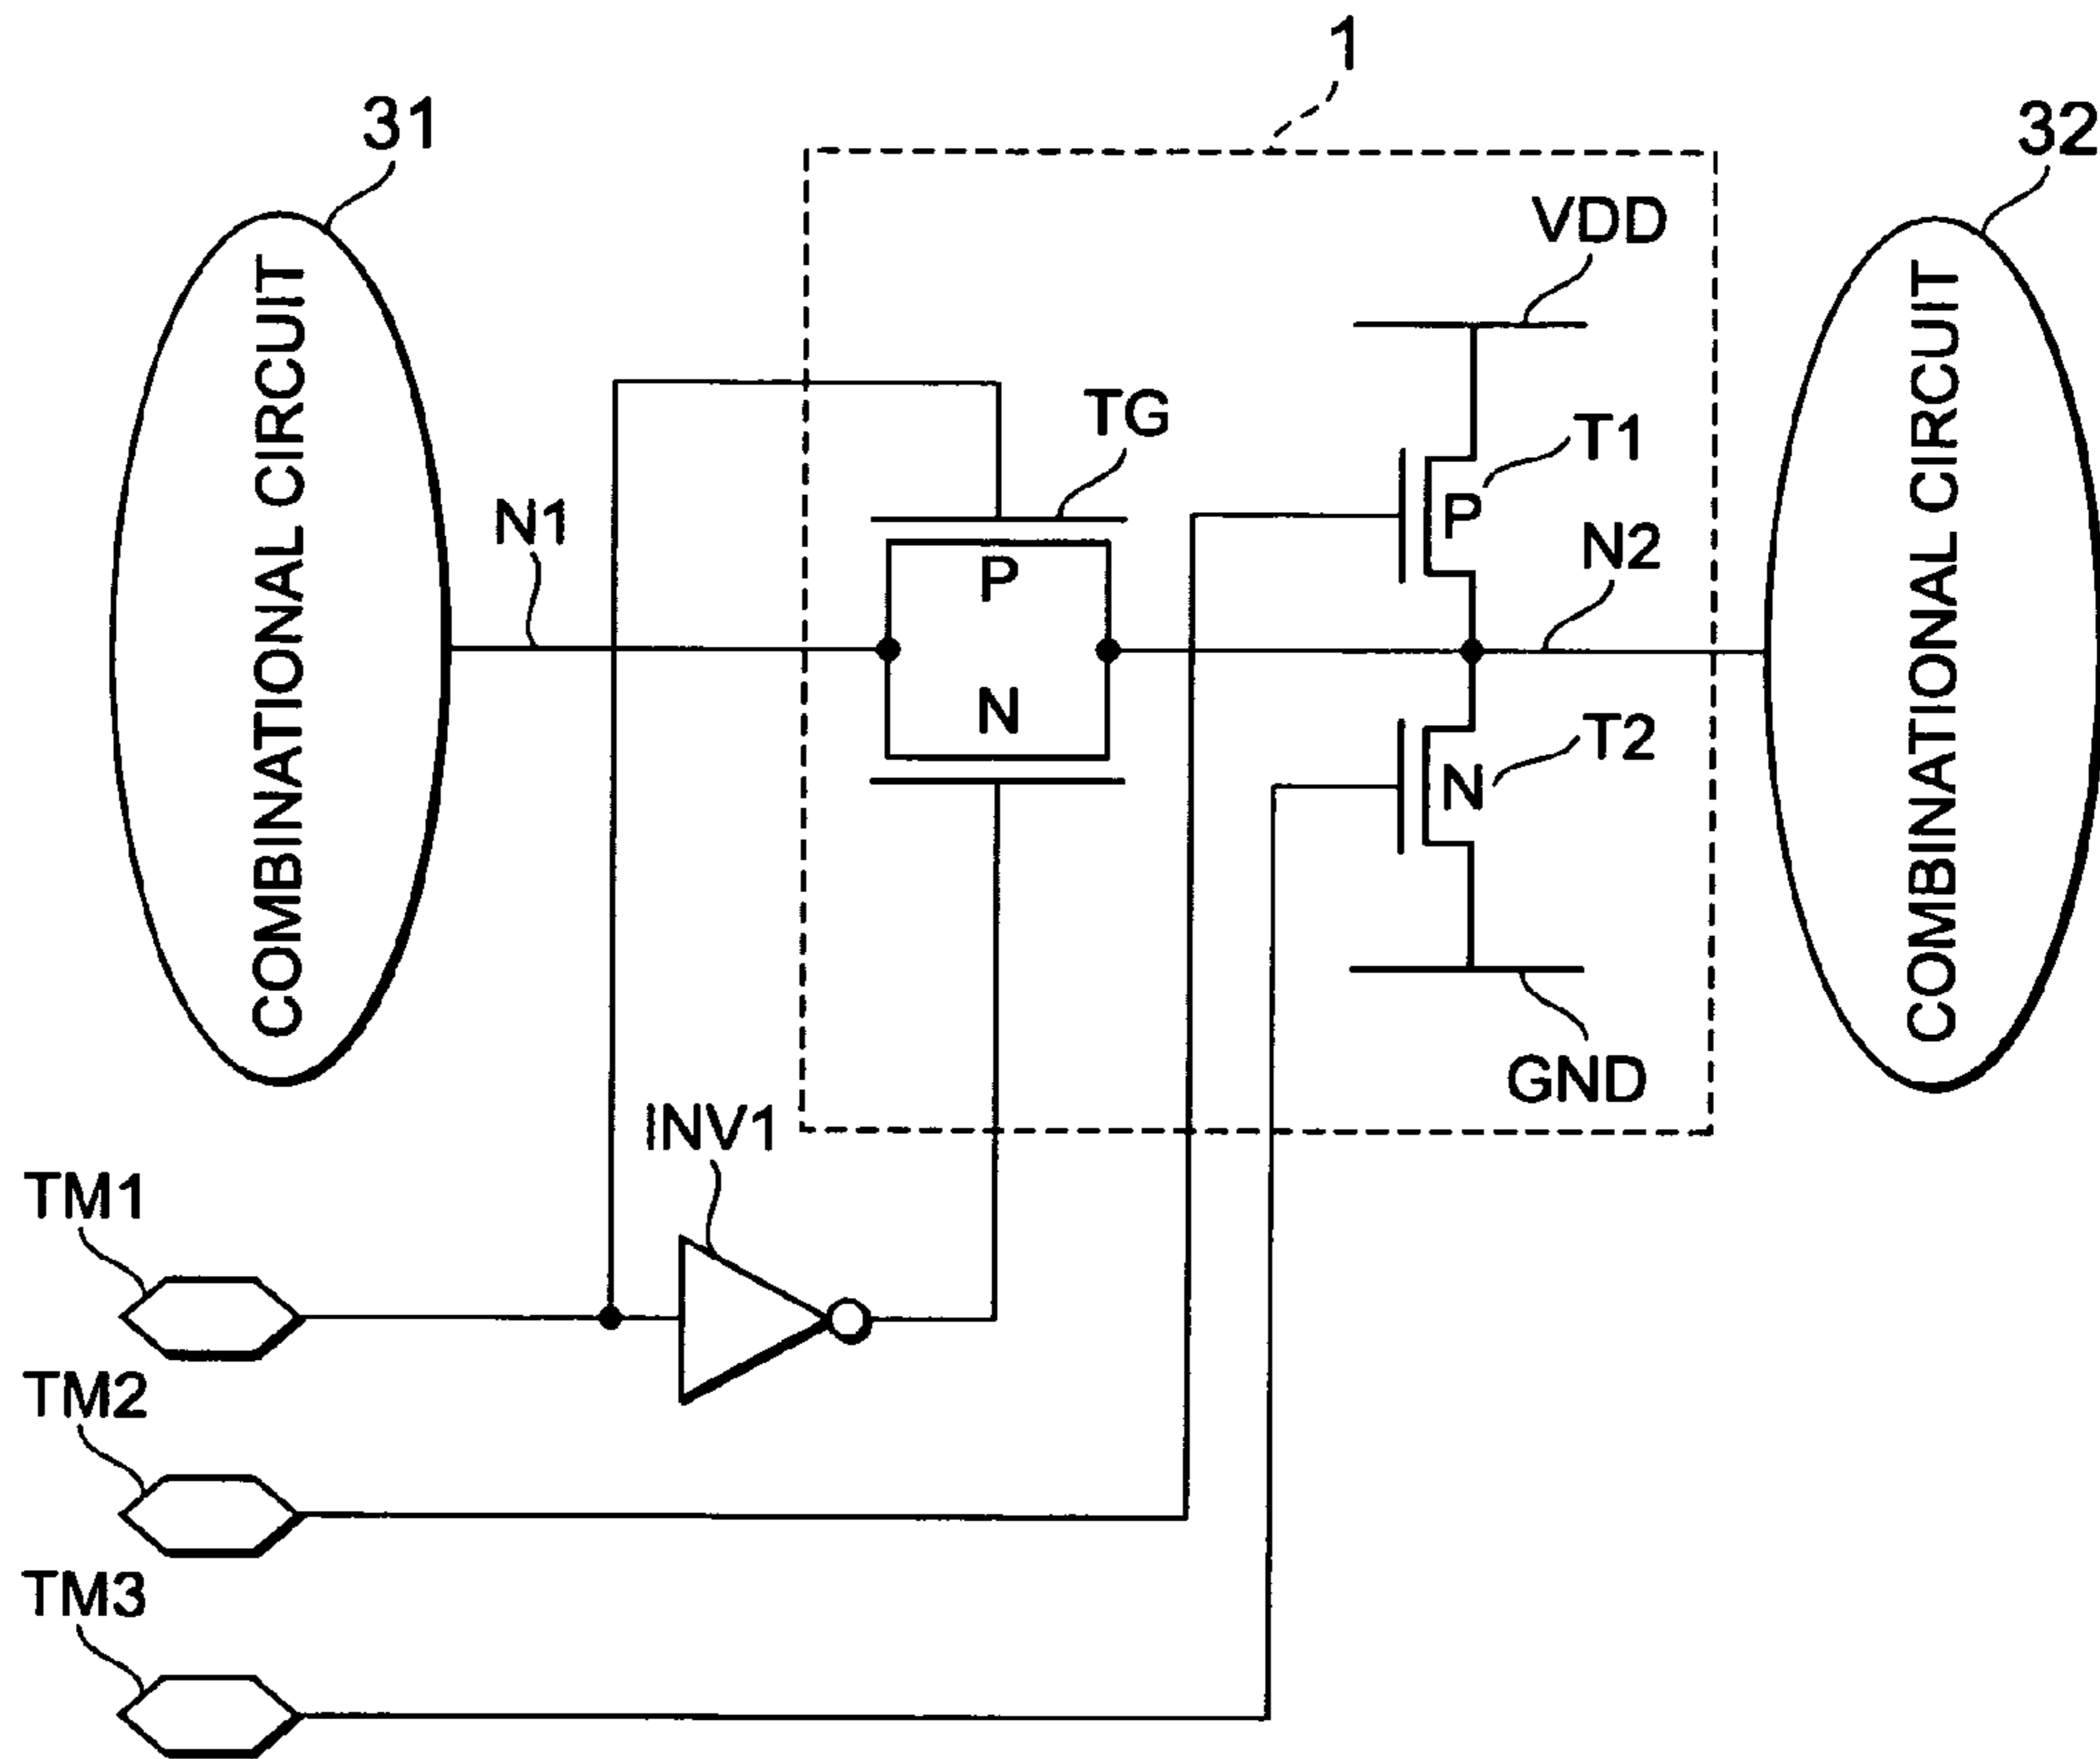 1
31
32
VDD
COMBINATIONAL CIRCUIT
COMBINATIONAL CIRCUIT
TG
T1
P
N1
N2
P
N
T2
N
GND
INV1
TM1
TM2
TM3